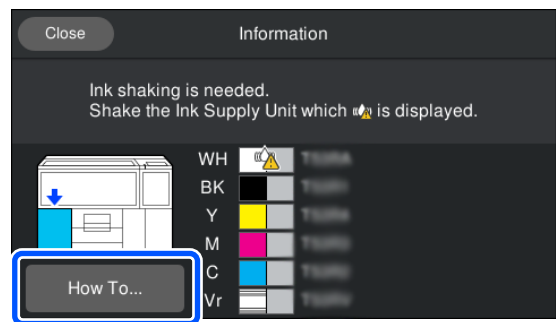 Close
Information
Ink shaking is needed.
Shake the Ink Supply Unit which is displayed.
WH
BK
Y
M
C
Vr
How To...